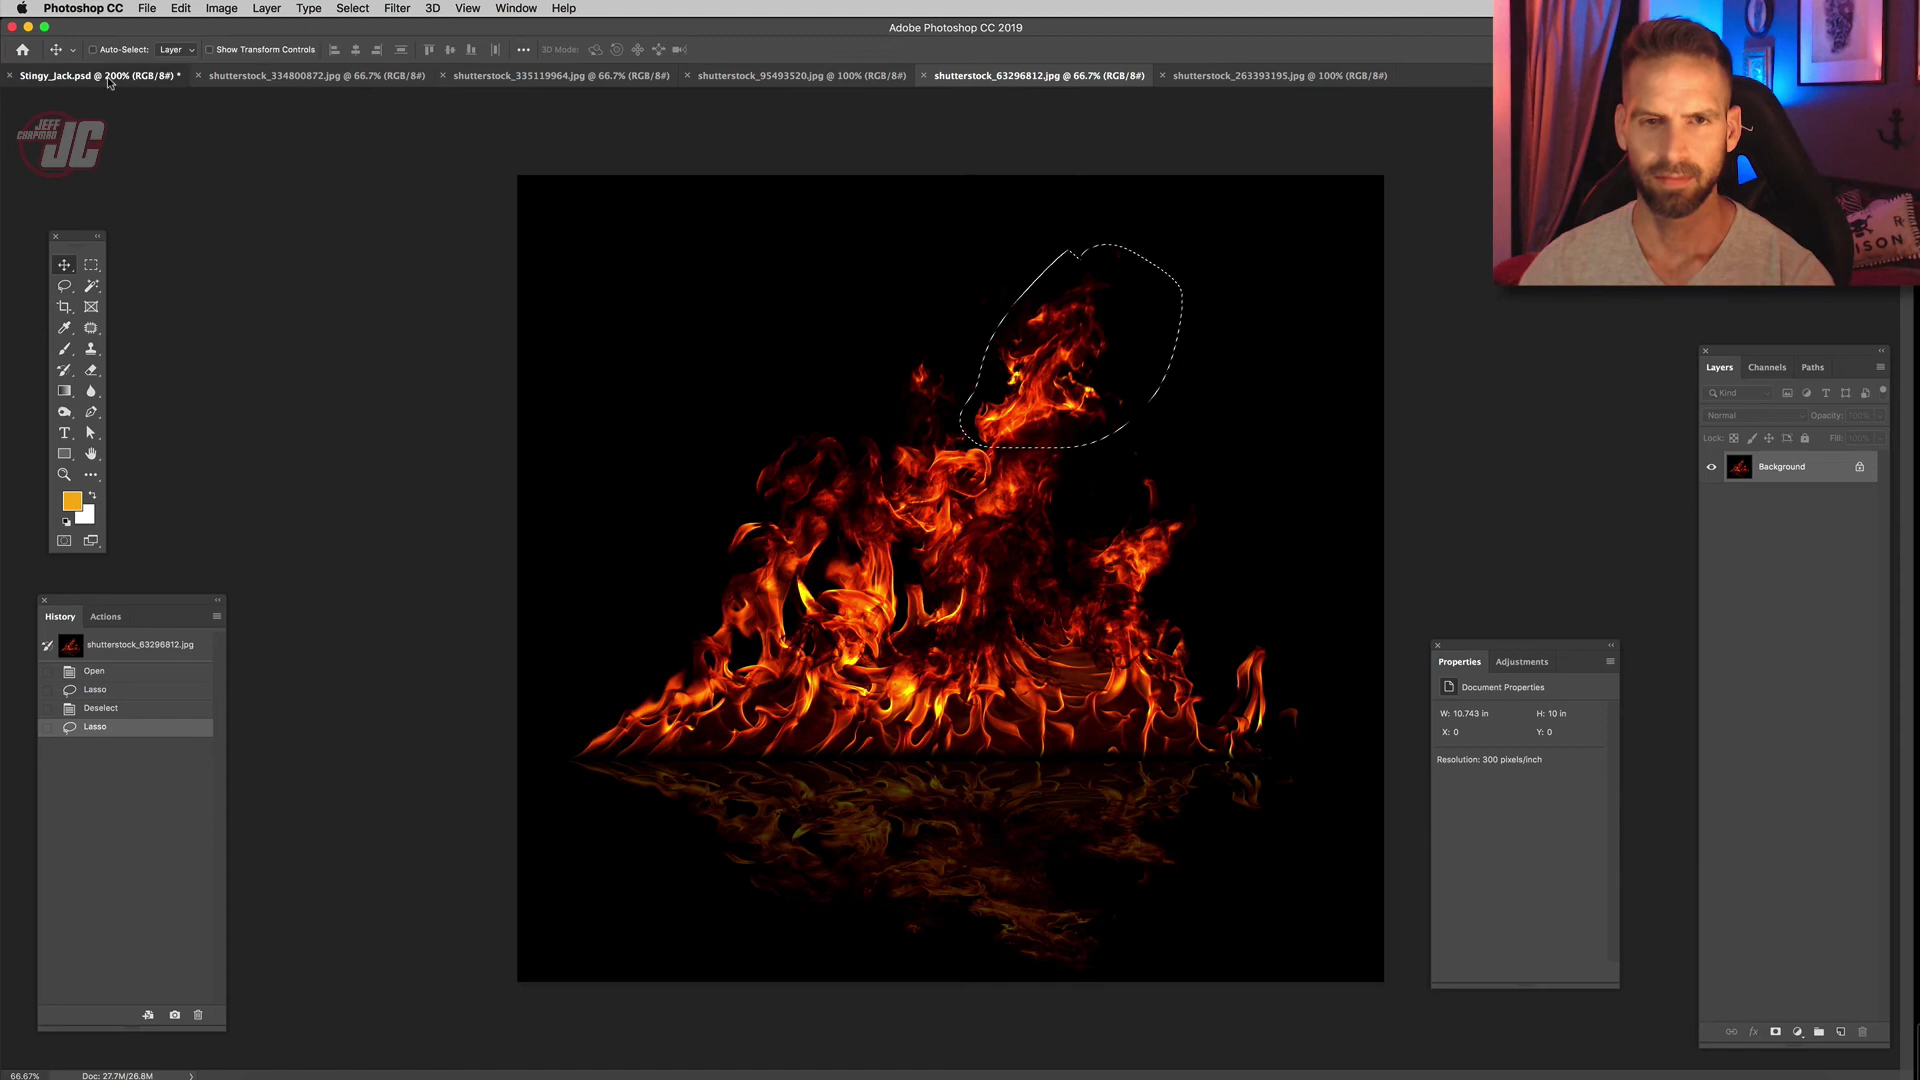 Photoshop CC File Edit Image Layer Type Select Filter 3D View Window Help
Adobe Photoshop CC 2019
Auto-Select: Layer Show Transform Controls 3D Mode:
Stingy_Jack.psd @ 200% (RGB/8#) * shutterstock_334800872.jpg @ 66.7% (RGB/8#) shutterstock_335119964.jpg @ 66.7% (RGB/8#) shutterstock_95493520.jpg @ 100% (RGB/8#) shutterstock_63296812.jpg @ 66.7% (RGB/8#) shutterstock_263393195.jpg @ 100% (RGB/8#)
JEFF
CHAPMAN
JC
Layers Channels Paths
Kind
Normal Opacity: 100%
Lock: Fill: 100%
Background
History Actions
shutterstock_63296812.jpg
Open
Lasso
Deselect
Lasso
Properties Adjustments
Document Properties
W: 10.743 in H: 10 in
X: 0 Y: 0
Resolution: 300 pixels/inch
66.67% Doc: 27.7M/26.8M